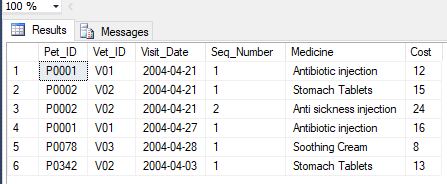 100 %
Results Messages
Pet_ID Vet_ID Visit_Date Seq_Number Medicine Cost
1 P0001 V01 2004-04-21 1 Antibiotic injection 12
2 P0002 V02 2004-04-21 1 Stomach Tablets 15
3 P0002 V02 2004-04-21 2 Anti sickness injection 24
4 P0001 V01 2004-04-27 1 Antibiotic injection 16
5 P0078 V03 2004-04-28 1 Soothing Cream 8
6 P0342 V02 2004-04-03 1 Stomach Tablets 13